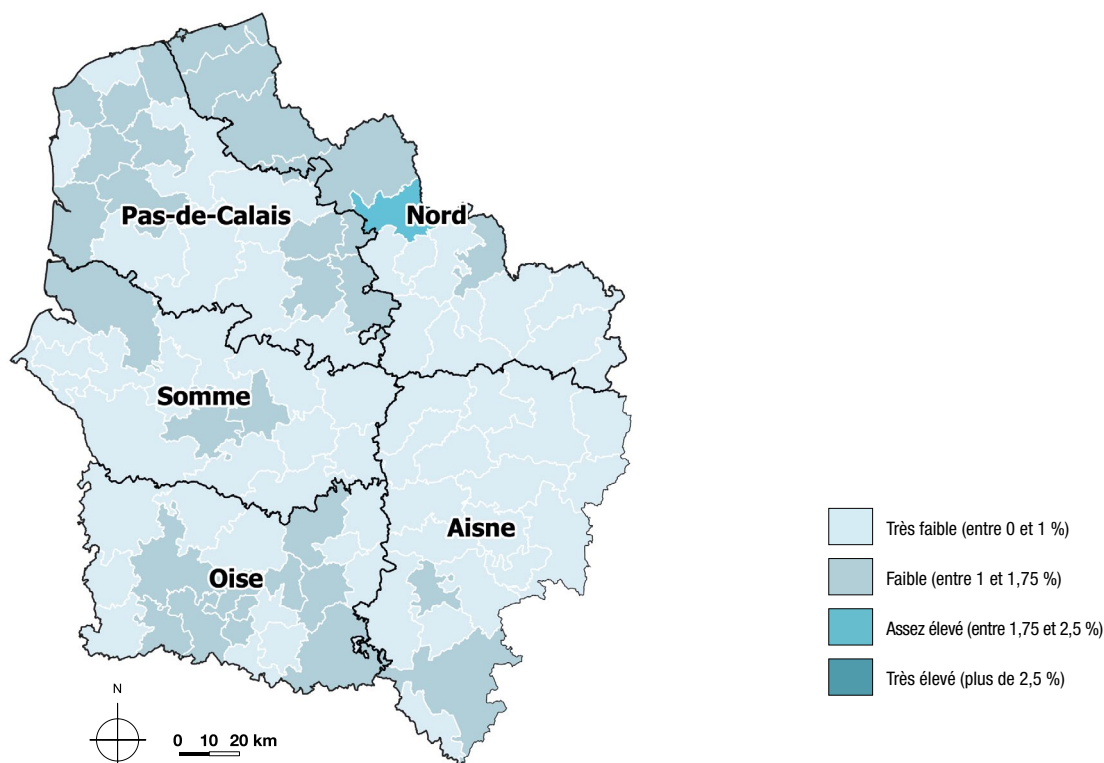 Pas-de-Calais
Nord
Somme
Aisne
Oise
Très faible (entre 0 et 1 %)
Faible (entre 1 et 1,75 %)
Assez élevé (entre 1,75 et 2,5 %)
Très élevé (plus de 2,5 %)
N
0 10 20 km